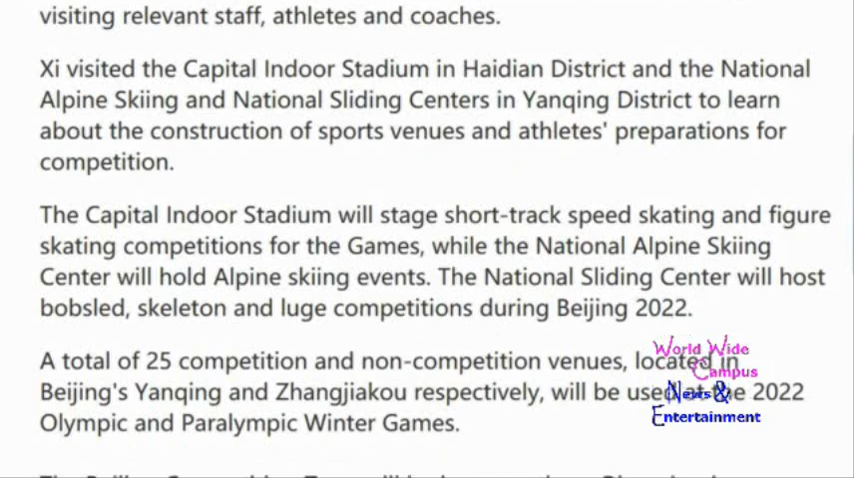 visiting relevant staff, athletes and coaches.
Xi visited the Capital Indoor Stadium in Haidian District and the National
Alpine Skiing and National Sliding Centers in Yanqing District to learn
about the construction of sports venues and athletes' preparations for
competition.
The Capital Indoor Stadium will stage short-track speed skating and figure
skating competitions for the Games, while the National Alpine Skiing
Center will hold Alpine skiing events. The National Sliding Center will host
bobsled, skeleton and luge competitions during Beijing 2022.
A total of 25 competition and non-competition venues, located in
Beijing's Yanqing and Zhangjiakou respectively, will be used at the 2022
Olympic and Paralympic Winter Games.
World Wide
Campus
News &
Entertainment